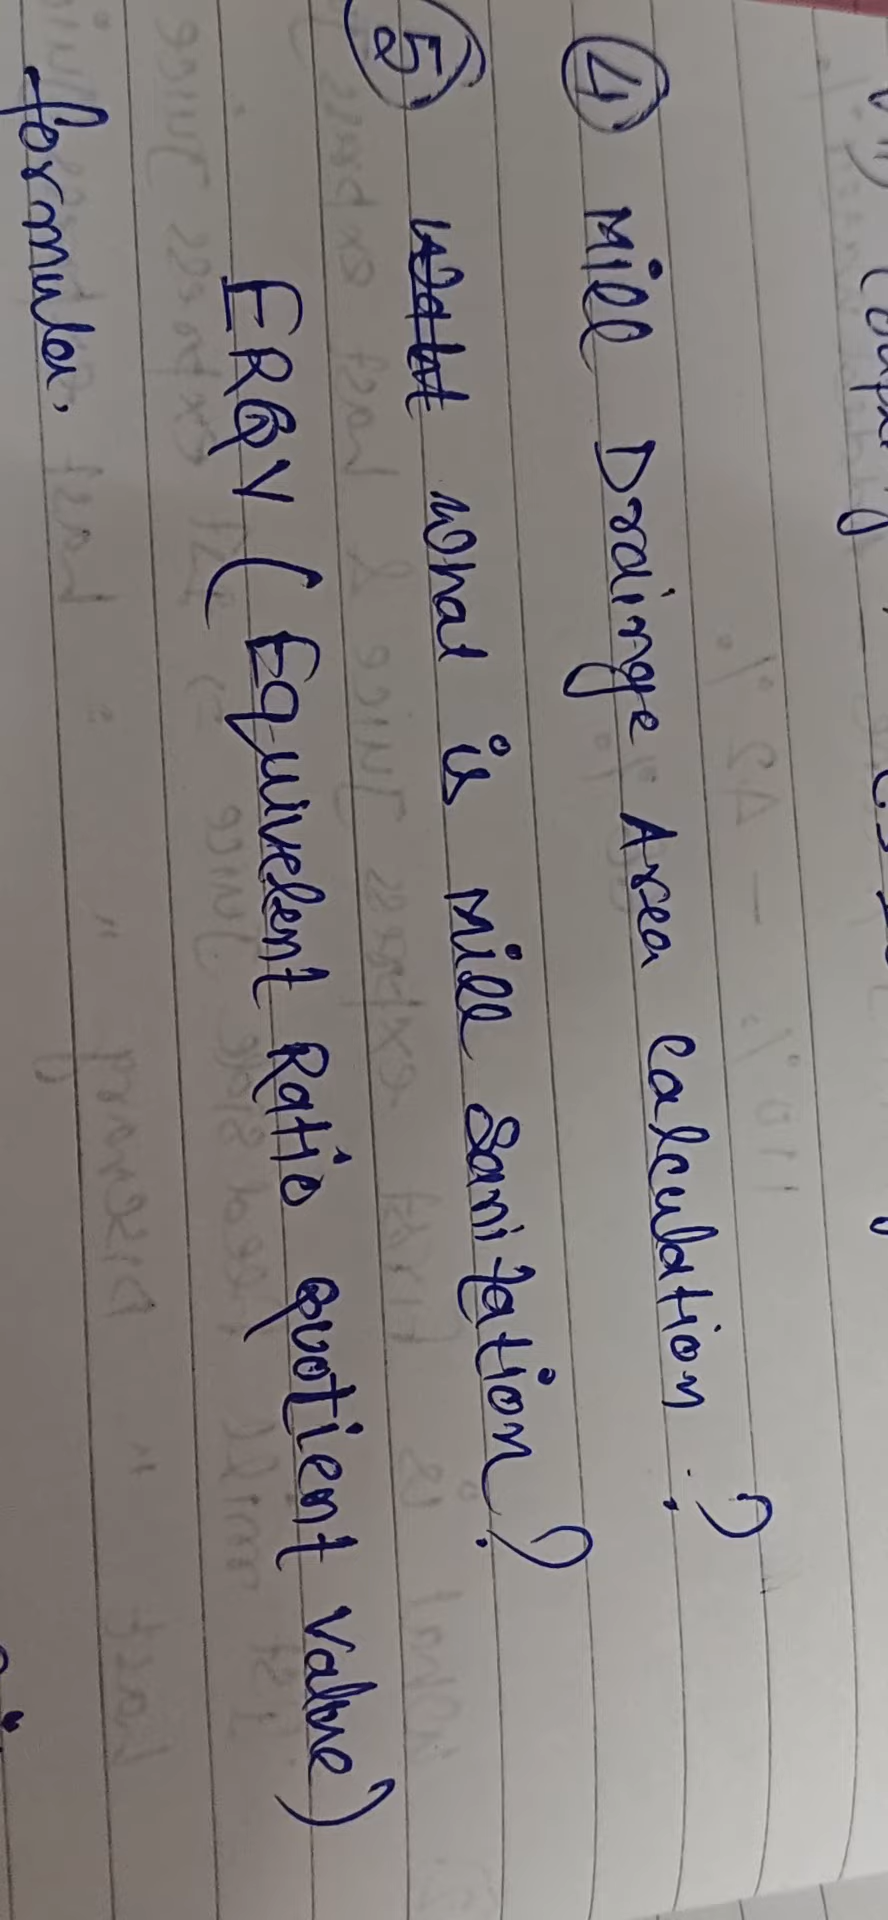 ④ Mill Drainge Area calculation ?
⑤ what is mill Sanitation ?
ERQV ( Equivelent Ratio quotient value )
formula.